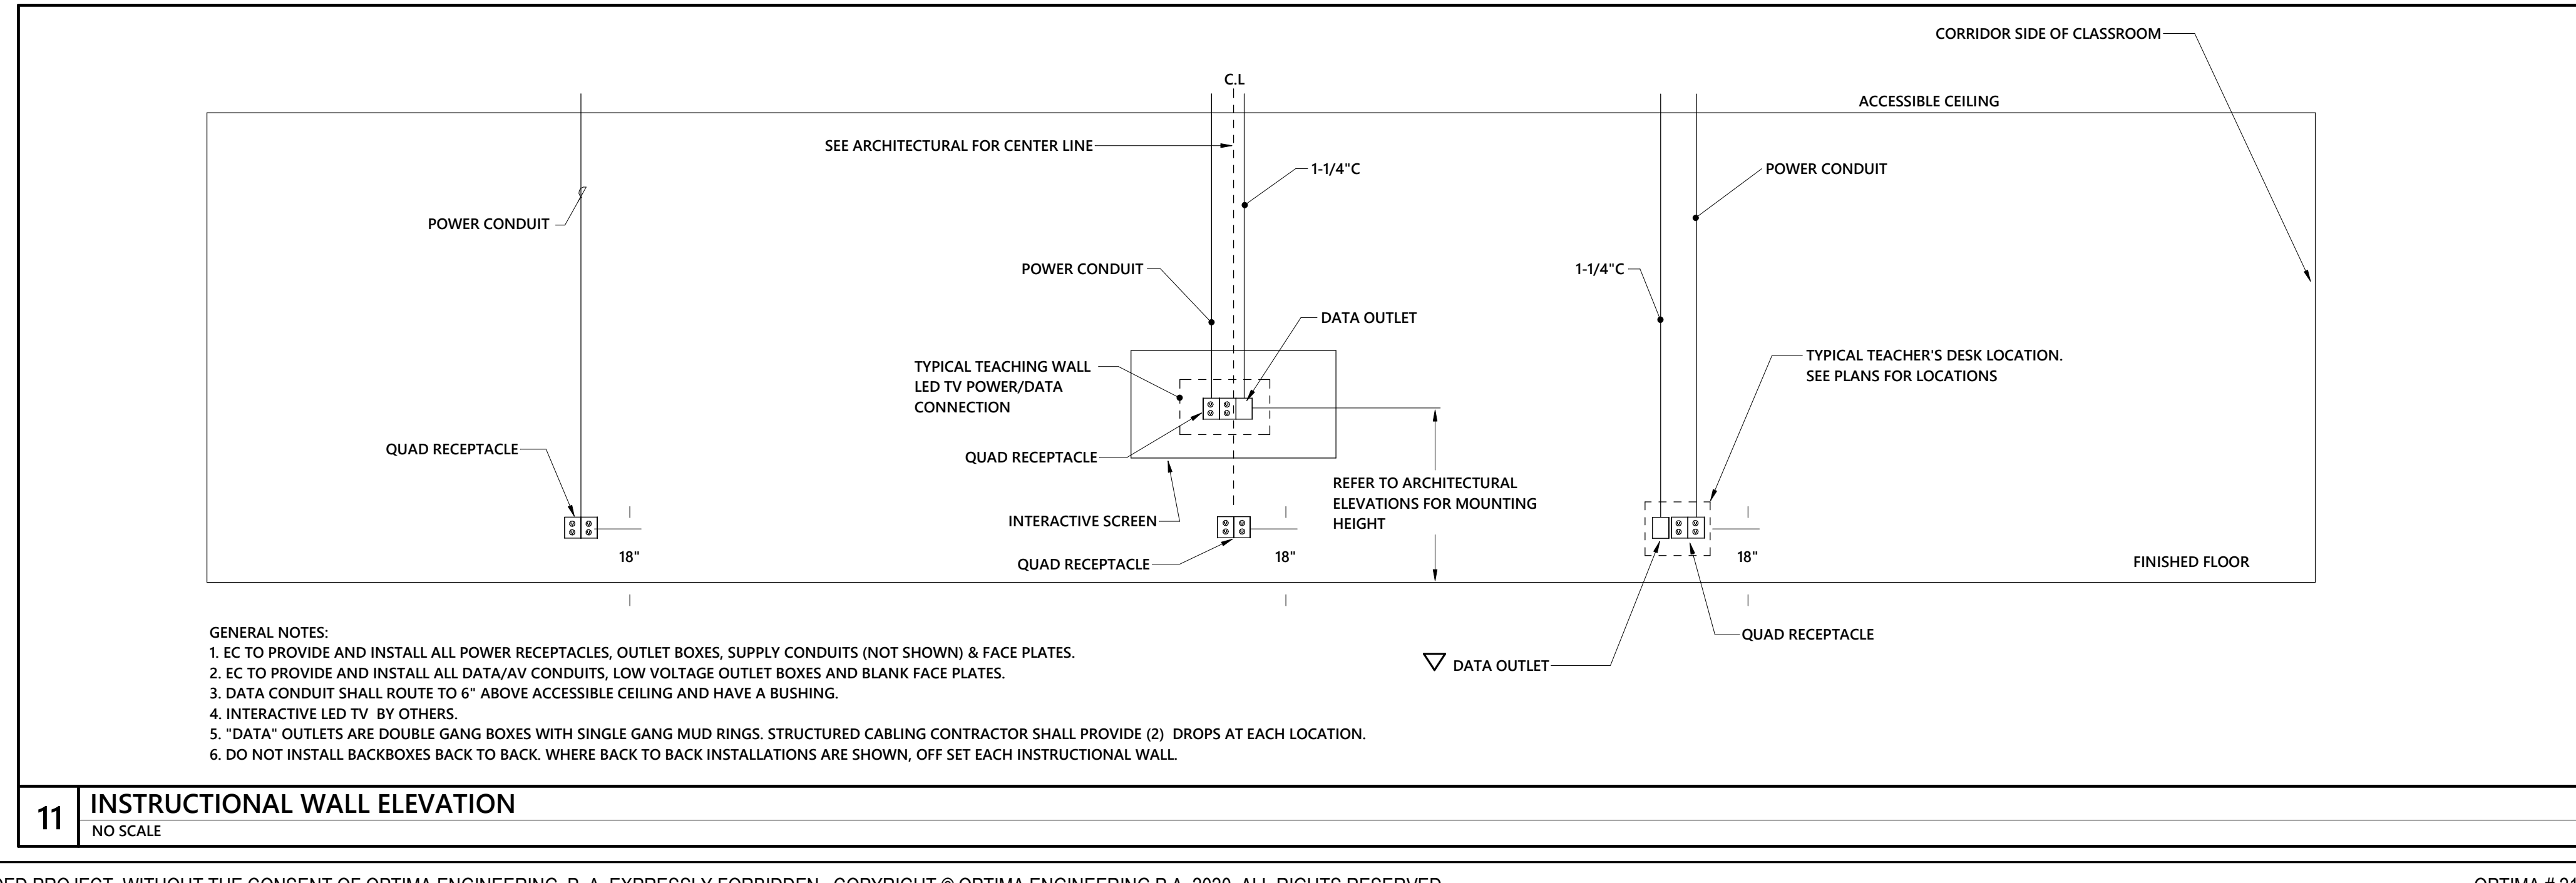 CORRIDOR SIDE OF CLASSROOM
C.L
ACCESSIBLE CEILING
SEE ARCHITECTURAL FOR CENTER LINE
1-1/4"C
POWER CONDUIT
POWER CONDUIT
POWER CONDUIT
1-1/4"C
DATA OUTLET
TYPICAL TEACHING WALL
LED TV POWER/DATA
CONNECTION
TYPICAL TEACHER'S DESK LOCATION.
SEE PLANS FOR LOCATIONS
QUAD RECEPTACLE
QUAD RECEPTACLE
REFER TO ARCHITECTURAL
ELEVATIONS FOR MOUNTING
HEIGHT
INTERACTIVE SCREEN
QUAD RECEPTACLE
18"
18"
18"
FINISHED FLOOR
QUAD RECEPTACLE
DATA OUTLET
GENERAL NOTES:
1. EC TO PROVIDE AND INSTALL ALL POWER RECEPTACLES, OUTLET BOXES, SUPPLY CONDUITS (NOT SHOWN) & FACE PLATES.
2. EC TO PROVIDE AND INSTALL ALL DATA/AV CONDUITS, LOW VOLTAGE OUTLET BOXES AND BLANK FACE PLATES.
3. DATA CONDUIT SHALL ROUTE TO 6" ABOVE ACCESSIBLE CEILING AND HAVE A BUSHING.
4. INTERACTIVE LED TV BY OTHERS.
5. "DATA" OUTLETS ARE DOUBLE GANG BOXES WITH SINGLE GANG MUD RINGS. STRUCTURED CABLING CONTRACTOR SHALL PROVIDE (2) DROPS AT EACH LOCATION.
6. DO NOT INSTALL BACKBOXES BACK TO BACK. WHERE BACK TO BACK INSTALLATIONS ARE SHOWN, OFF SET EACH INSTRUCTIONAL WALL.
11
INSTRUCTIONAL WALL ELEVATION
NO SCALE
PROJECT, WITHOUT THE CONSENT OF OPTIMA ENGINEERING, P. A. EXPRESSLY FORBIDDEN. COPYRIGHT © OPTIMA ENGINEERING P.A. 2020. ALL RIGHTS RESERVED
OPTIMA #